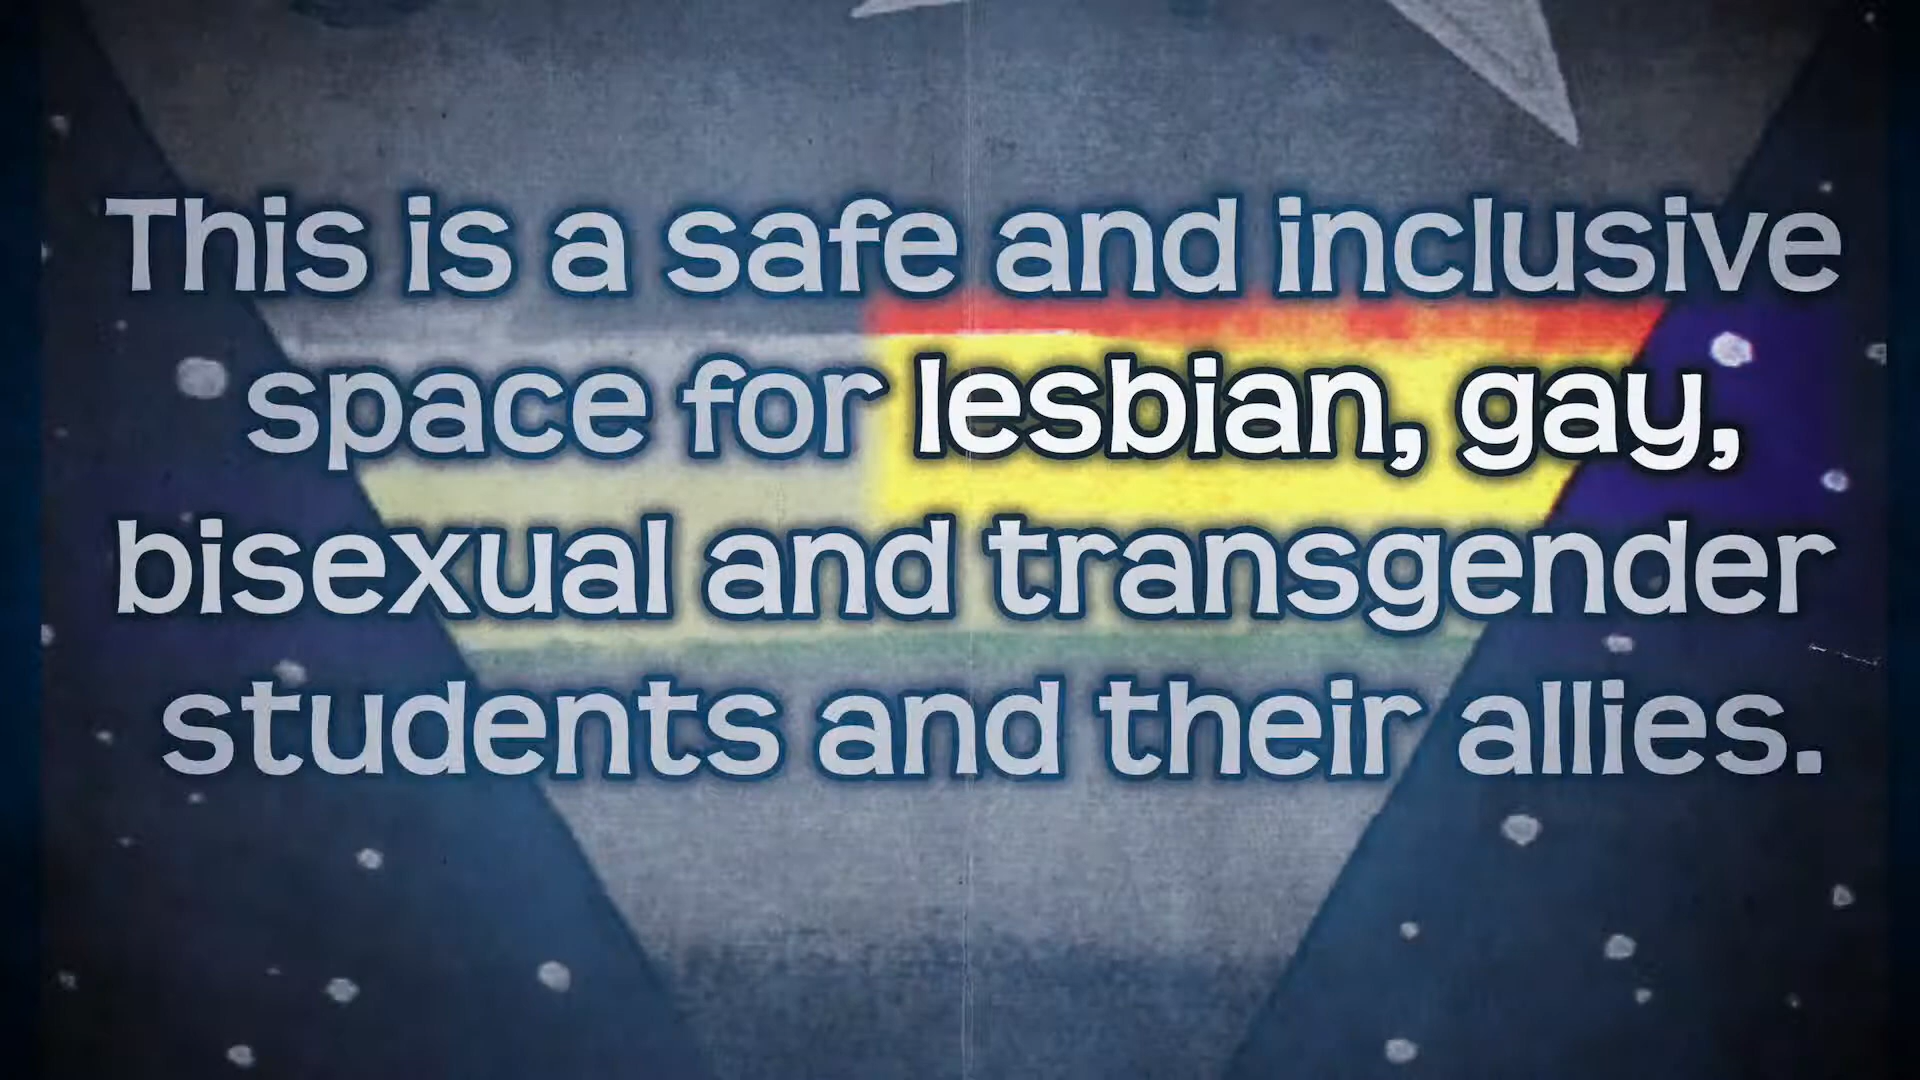 This is a safe and inclusive
space for lesbian, gay,
bisexual and transgender
students and their allies.